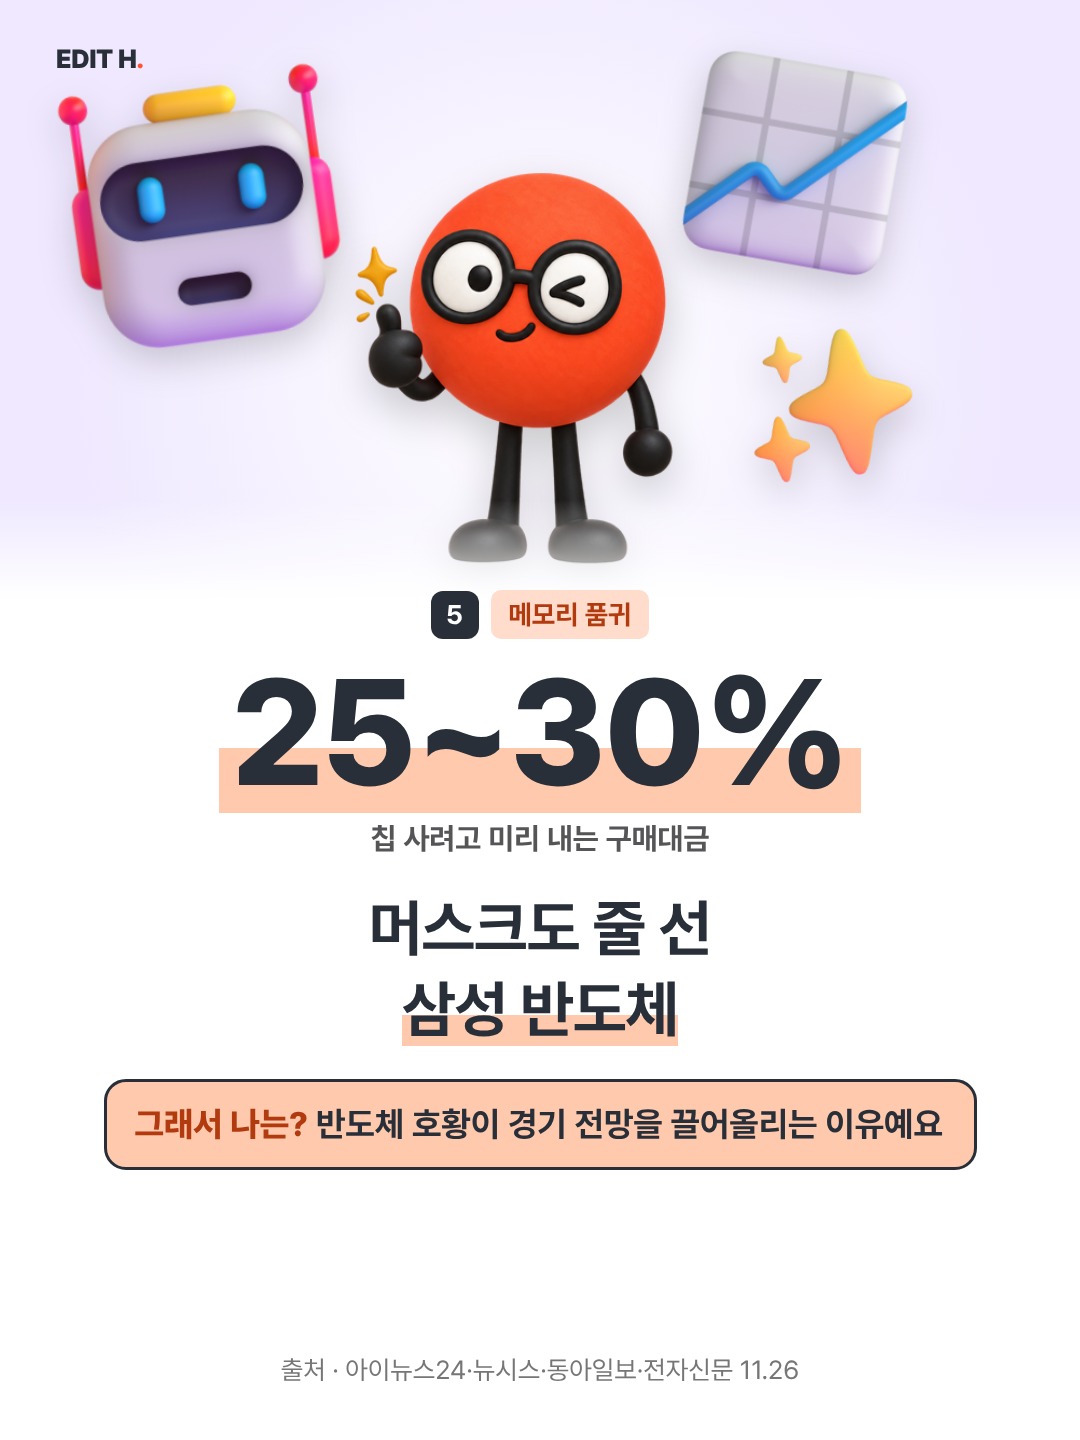 EDIT H.
5 메모리 품귀
25~30%
칩 사려고 미리 내는 구매대금
머스크도 줄 선
삼성 반도체
그래서 나는? 반도체 호황이 경기 전망을 끌어올리는 이유예요
출처 · 아이뉴스24·뉴시스·동아일보·전자신문 11.26